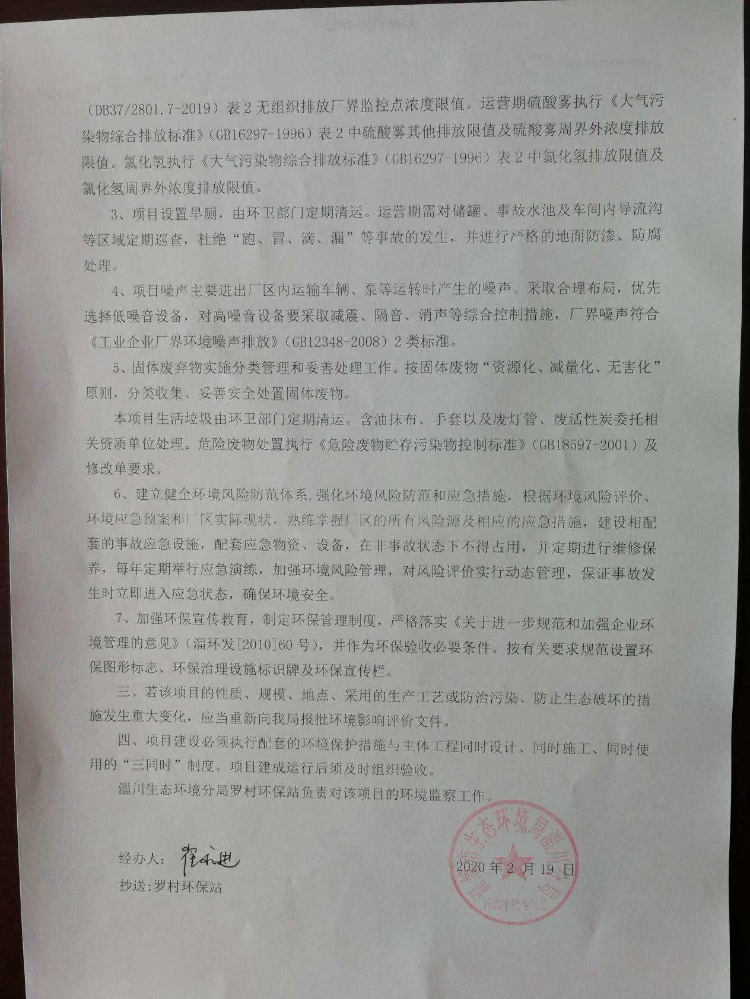 （DB37/2801.7-2019）表 2 无组织排放厂界监控点浓度限值。运营期硫酸雾执行《大气污
染物综合排放标准》（GB16297-1996）表 2 中硫酸雾其他排放限值及硫酸雾周界外浓度排放
限值。氯化氢执行《大气污染物综合排放标准》（GB16297-1996）表 2 中氯化氢排放限值及
氯化氢周界外浓度排放限值。
3、项目设置旱厕，由环卫部门定期清运。运营期需对储罐、事故水池及车间内导流沟
等区域定期巡查，杜绝“跑、冒、滴、漏”等事故的发生，并进行严格的地面防渗、防腐
处理。
4、项目噪声主要进出厂区内运输车辆、泵等运转时产生的噪声。采取合理布局，优先
选择低噪音设备，对高噪音设备要采取减震、隔音、消声等综合控制措施，厂界噪声符合
《工业企业厂界环境噪声排放》（GB12348-2008）2 类标准。
5、固体废弃物实施分类管理和妥善处理工作。按固体废物“资源化、减量化、无害化”
原则，分类收集、妥善安全处置固体废物。
本项目生活垃圾由环卫部门定期清运。含油抹布、手套以及废灯管、废活性炭委托相
关资质单位处理。危险废物处置执行《危险废物贮存污染物控制标准》（GB18597-2001）及
修改单要求。
6、建立健全环境风险防范体系,强化环境风险防范和应急措施，根据环境风险评价、
环境应急预案和厂区实际现状，熟练掌握厂区的所有风险源及相应的应急措施，建设相配
套的事故应急设施，配套应急物资、设备，在非事故状态下不得占用，并定期进行维修保
养，每年定期举行应急演练，加强环境风险管理，对风险评价实行动态管理，保证事故发
生时立即进入应急状态，确保环境安全。
7、加强环保宣传教育，制定环保管理制度，严格落实《关于进一步规范和加强企业环
境管理的意见》（淄环发[2010]60 号），并作为环保验收必要条件。按有关要求规范设置环
保图形标志、环保治理设施标识牌及环保宣传栏。
三、若该项目的性质、规模、地点、采用的生产工艺或防治污染、防止生态破坏的措
施发生重大变化，应当重新向我局报批环境影响评价文件。
四、项目建设必须执行配套的环境保护措施与主体工程同时设计、同时施工、同时使
用的“三同时”制度。项目建成运行后须及时组织验收。
淄川生态环境分局罗村环保站负责对该项目的环境监察工作。
淄博市生态环境局淄川分局
2020 年 2 月 19 日
行政审批专用章
经办人：
抄送:罗村环保站